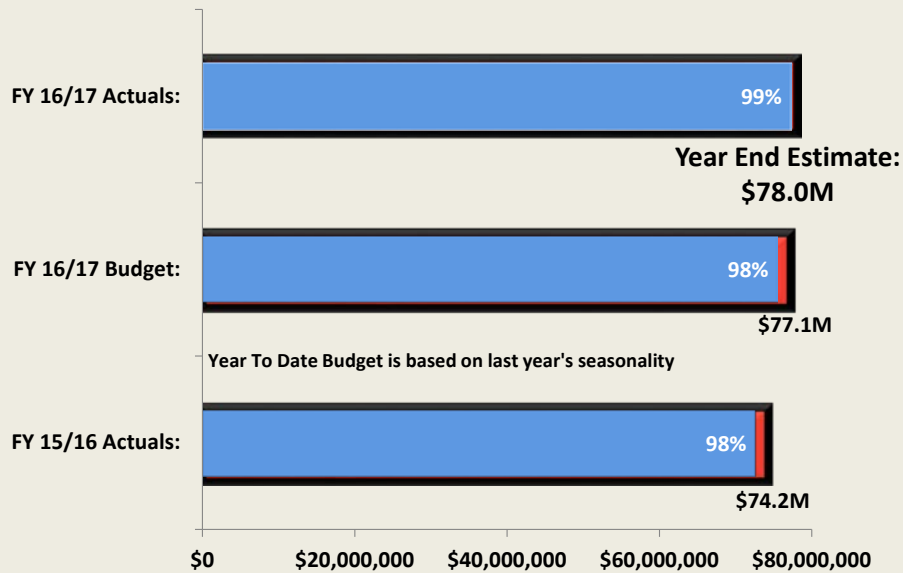 FY 16/17 Actuals:
99%
Year End Estimate:
$78.0M
FY 16/17 Budget:
98%
$77.1M
Year To Date Budget is based on last year's seasonality
FY 15/16 Actuals:
98%
$74.2M
$0 $20,000,000 $40,000,000 $60,000,000 $80,000,000